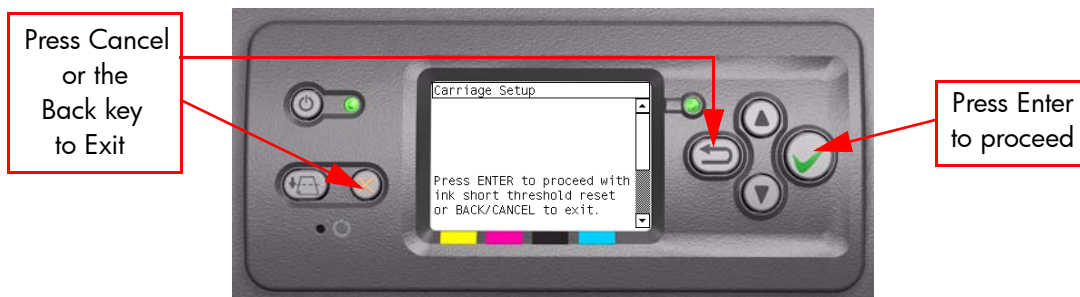 Press Cancel
or the
Back key
to Exit
Carriage Setup
Press ENTER to proceed with
ink short threshold reset
or BACK/CANCEL to exit.
Press Enter
to proceed